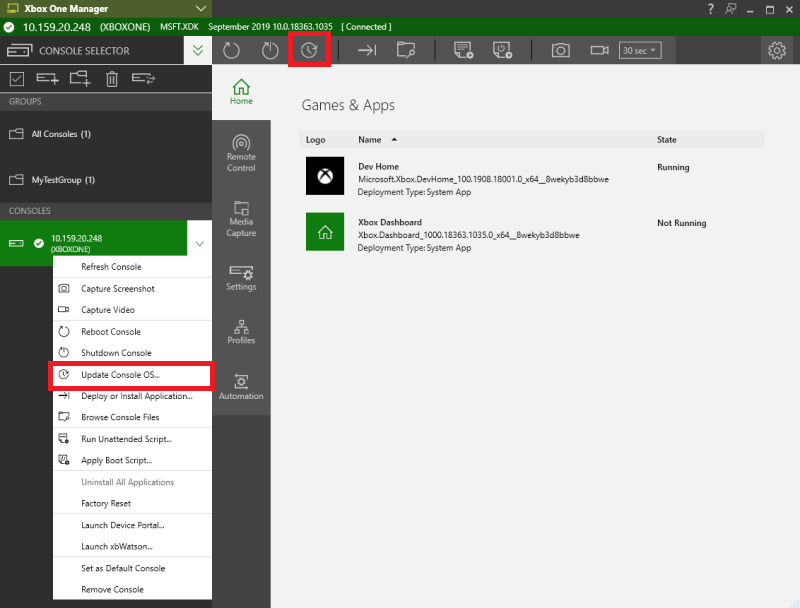 Xbox One Manager
?
10.159.20.248 (XBOXONE) MSFT.XDK September 2019 10.0.18363.1035 [ Connected ]
CONSOLE SELECTOR
30 sec
GROUPS
All Consoles (1)
MyTestGroup (1)
CONSOLES
10.159.20.248
(XBOXONE)
Refresh Console
Capture Screenshot
Capture Video
Reboot Console
Shutdown Console
Update Console OS...
Deploy or Install Application...
Browse Console Files
Run Unattended Script...
Apply Boot Script...
Uninstall All Applications
Factory Reset
Launch Device Portal...
Launch xbWatson...
Set as Default Console
Remove Console
Home
Remote
Control
Media
Capture
Settings
Profiles
Automation
Games & Apps
Logo Name State
Dev Home Running
Microsoft.Xbox.DevHome_100.1908.18001.0_x64__8wekyb3d8bbwe
Deployment Type: System App
Xbox Dashboard Not Running
Xbox.Dashboard_1000.18363.1035.0_x64__8wekyb3d8bbwe
Deployment Type: System App